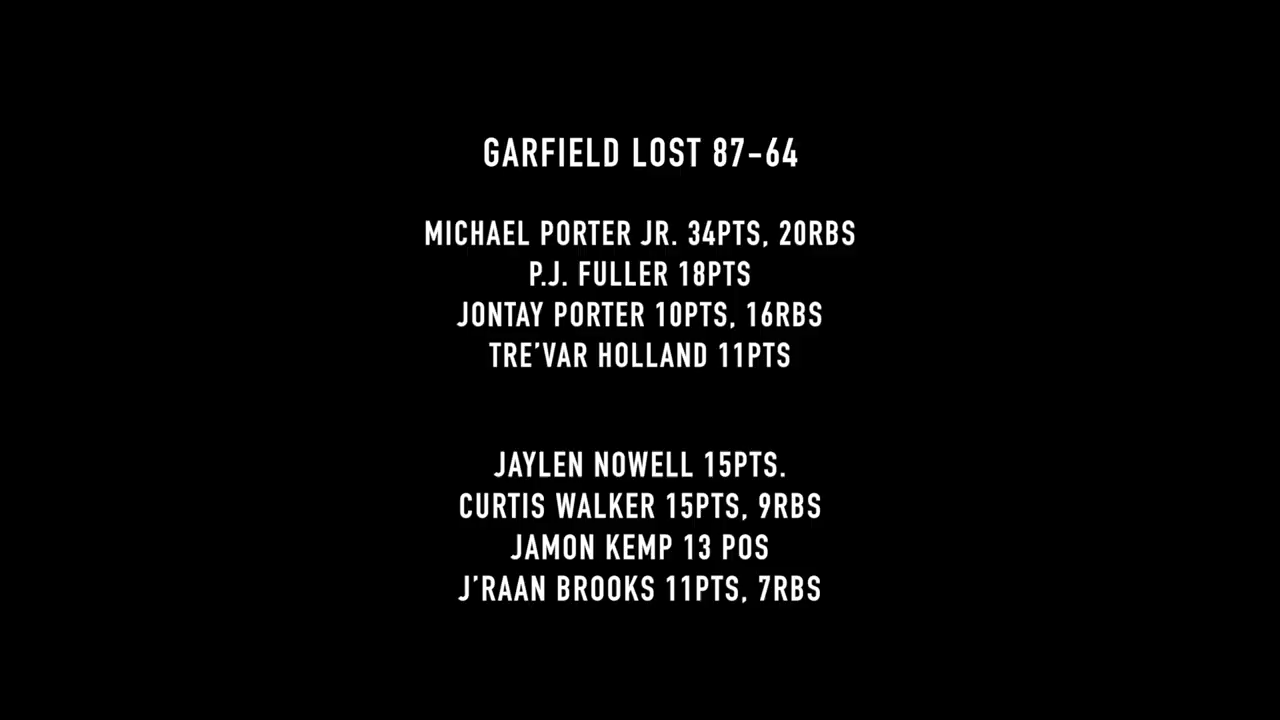 GARFIELD LOST 87-64
MICHAEL PORTER JR. 34PTS, 20RBS
P.J. FULLER 18PTS
JONTAY PORTER 10PTS, 16RBS
TRE’VAR HOLLAND 11PTS
JAYLEN NOWELL 15PTS.
CURTIS WALKER 15PTS, 9RBS
JAMON KEMP 13 POS
J’RAAN BROOKS 11PTS, 7RBS